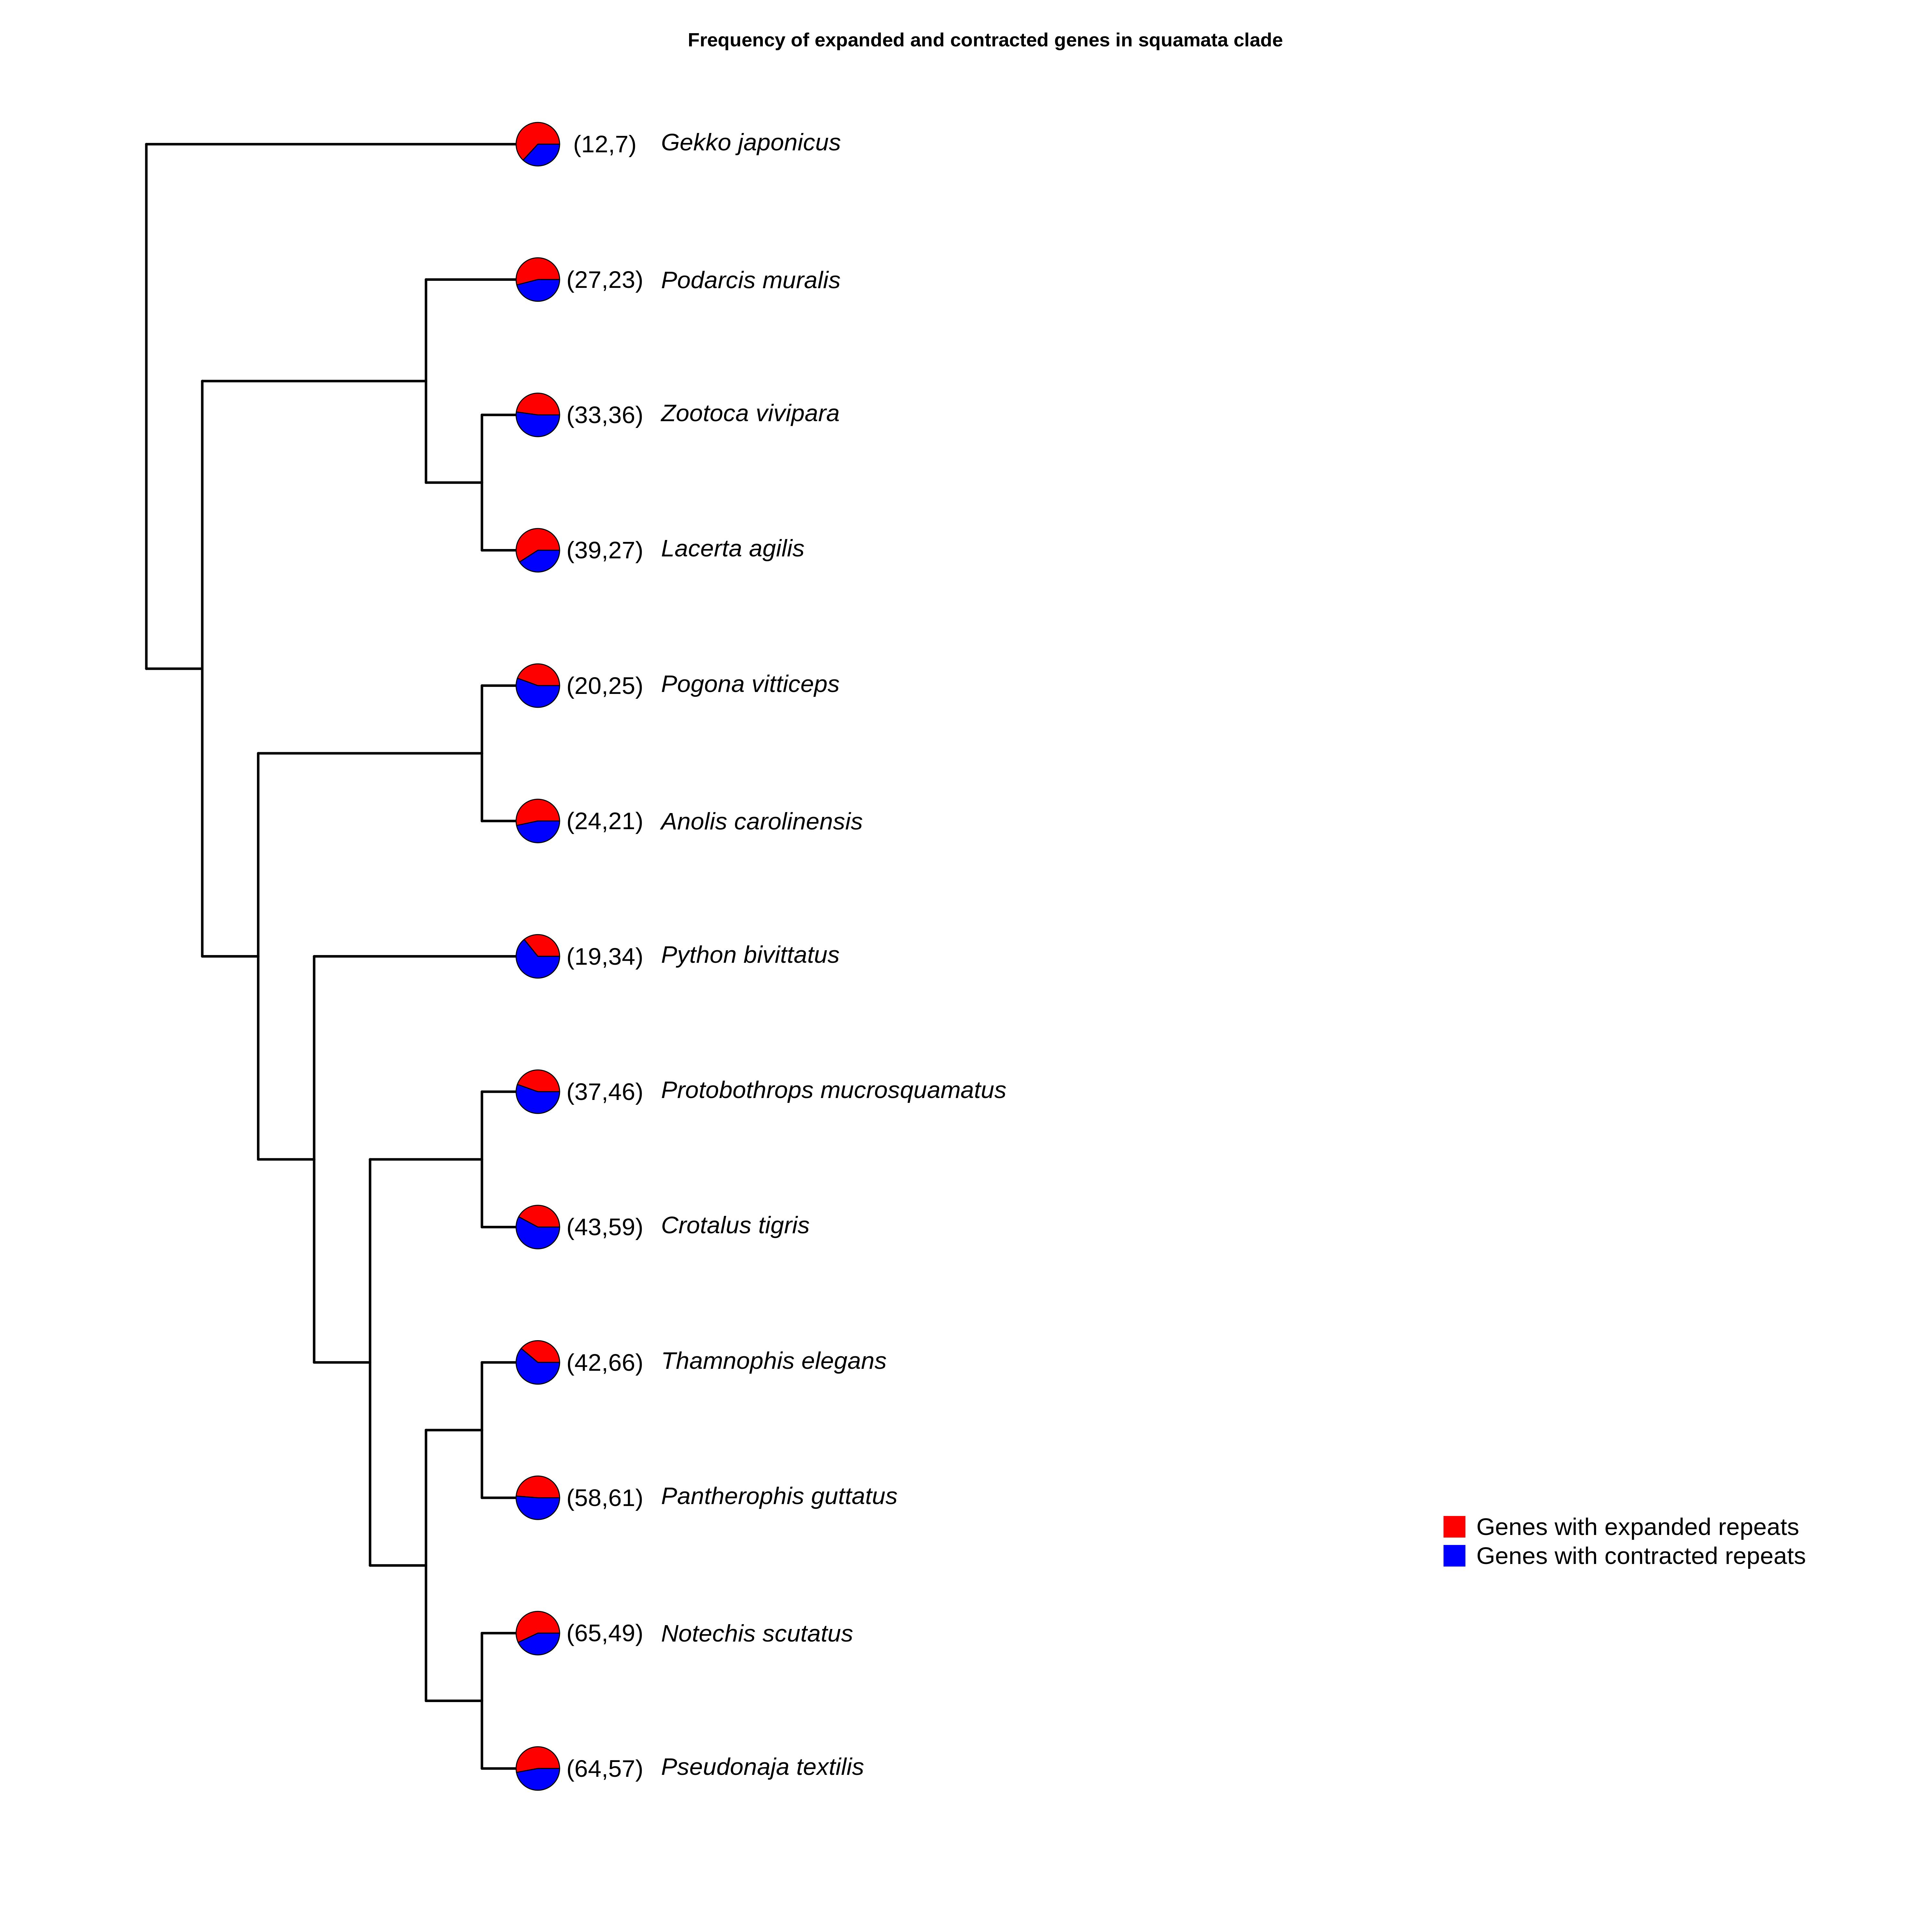 Frequency of expanded and contracted genes in squamata clade
(12,7) Gekko japonicus
(27,23) Podarcis muralis
(33,36) Zootoca vivipara
(39,27) Lacerta agilis
(20,25) Pogona vitticeps
(24,21) Anolis carolinensis
(19,34) Python bivittatus
(37,46) Protobothrops mucrosquamatus
(43,59) Crotalus tigris
(42,66) Thamnophis elegans
(58,61) Pantherophis guttatus
Genes with expanded repeats
Genes with contracted repeats
(65,49) Notechis scutatus
(64,57) Pseudonaja textilis